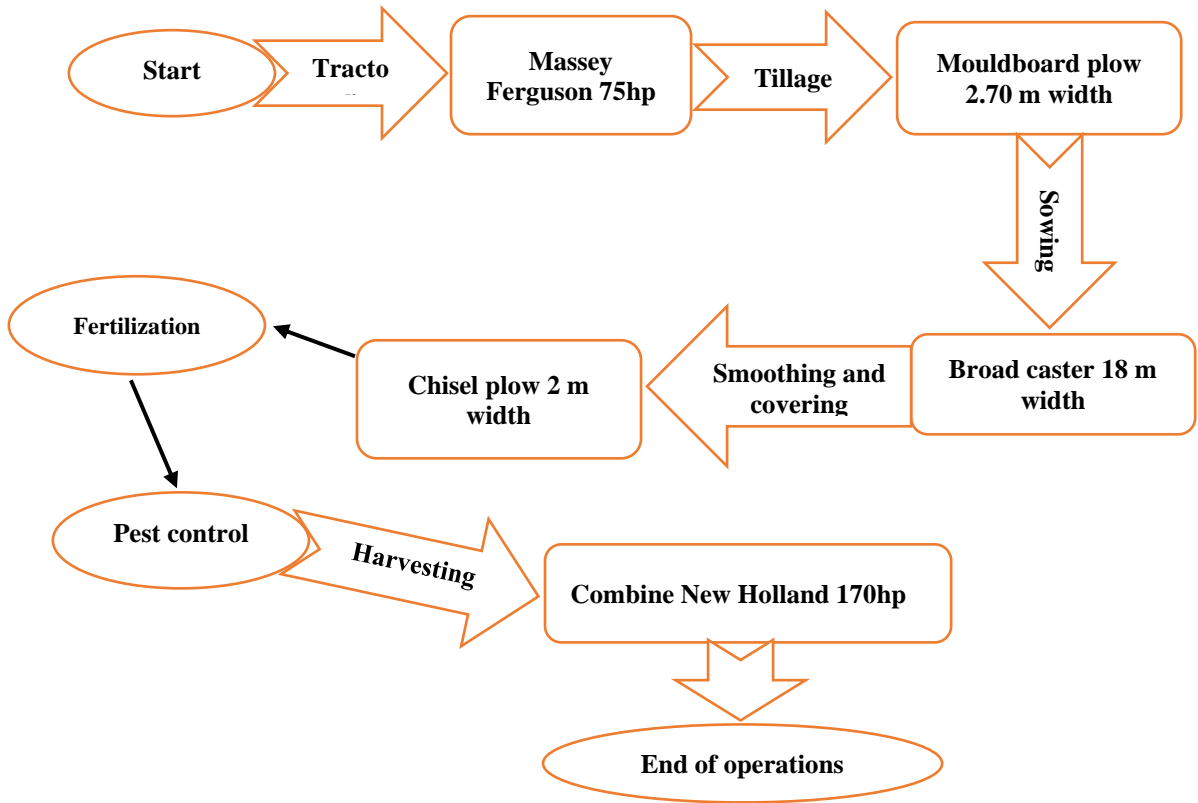 Start
Tracto
Massey
Ferguson 75hp
Tillage
Mouldboard plow
2.70 m width
Sowing
Broad caster 18 m
width
Smoothing and
covering
Chisel plow 2 m
width
Fertilization
Pest control
Harvesting
Combine New Holland 170hp
End of operations